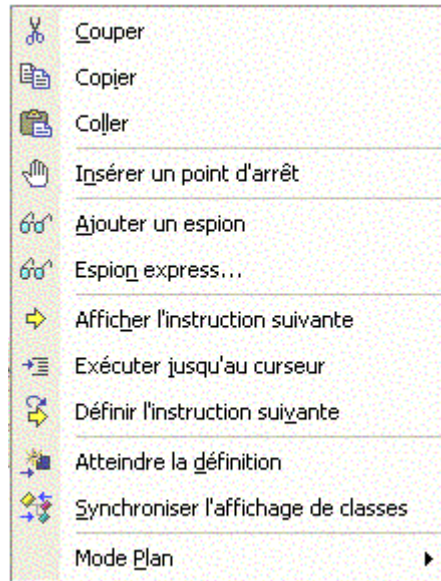 Couper
Copier
Coller
Insérer un point d'arrêt
Ajouter un espion
Espion express...
Afficher l'instruction suivante
Exécuter jusqu'au curseur
Définir l'instruction suivante
Atteindre la définition
Synchroniser l'affichage de classes
Mode Plan